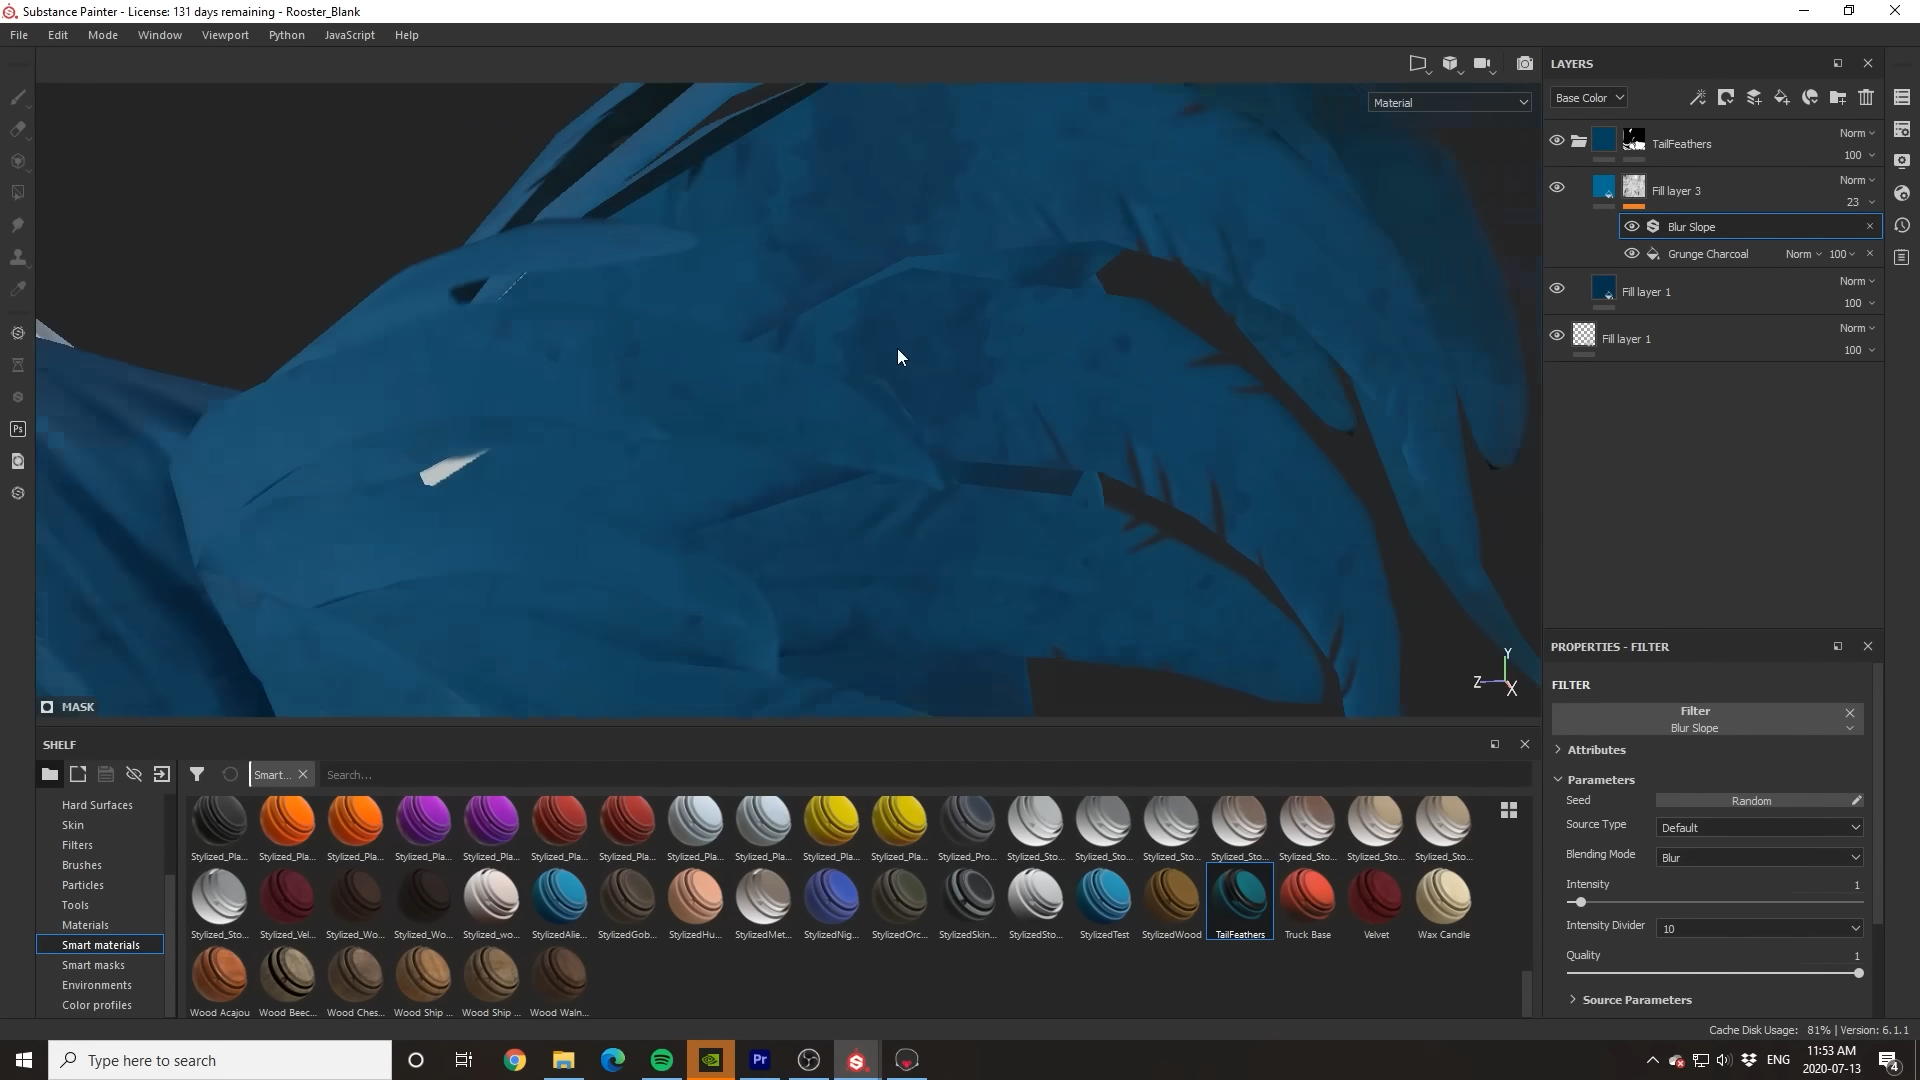 Substance Painter - License: 131 days remaining - Rooster_Blank
File Edit Mode Window Viewport Python JavaScript Help
Material
MASK
LAYERS
Base Color
TailFeathers Norm 100
Fill layer 3 Norm 23
Blur Slope
Grunge Charcoal Norm 100
Fill layer 1 Norm 100
Fill layer 1 Norm 100
Y
Z
X
Ps
PROPERTIES - FILTER
FILTER
Filter
Blur Slope
Attributes
Parameters
Seed Random
Source Type Default
Blending Mode Blur
Intensity 1
Intensity Divider 10
Quality 1
Source Parameters
SHELF
Smart... Search...
Hard Surfaces
Skin
Filters
Brushes
Particles
Tools
Materials
Smart materials
Smart masks
Environments
Color profiles
Stylized_Pla... Stylized_Pla... Stylized_Pla... Stylized_Pla... Stylized_Pla... Stylized_Pla... Stylized_Pla... Stylized_Pla... Stylized_Pla... Stylized_Pla... Stylized_Pla... Stylized_Pro... Stylized_Sto... Stylized_Sto... Stylized_Sto... Stylized_Sto... Stylized_Sto... Stylized_Sto... Stylized_Sto...
Stylized_Sto... Stylized_Vel... Stylized_Wo... Stylized_Wo... Stylized_wo... StylizedAlie... StylizedGob... StylizedHu... StylizedMet... StylizedNig... StylizedOrc... StylizedSkin... StylizedSto... StylizedTest StylizedWood TailFeathers Truck Base Velvet Wax Candle
Wood Acajou Wood Beec... Wood Ches... Wood Ship ... Wood Ship ... Wood Waln...
Cache Disk Usage: 81% | Version: 6.1.1
Type here to search
Pr
ENG
11:53 AM
2020-07-13
4